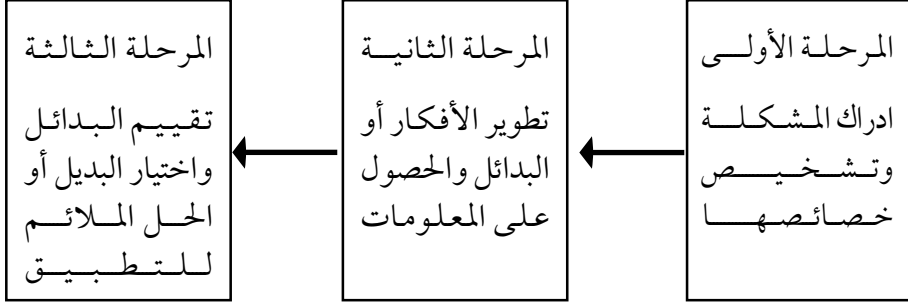 المرحلة الأولى
ادراك المشكلة
وتشخيص
خصائصها
المرحلة الثانية
تطوير الأفكار أو
البدائل والحصول
على المعلومات
المرحلة الثالثة
تقييم البدائل
واختيار البديل أو
الحل الملائم
للتطبيق